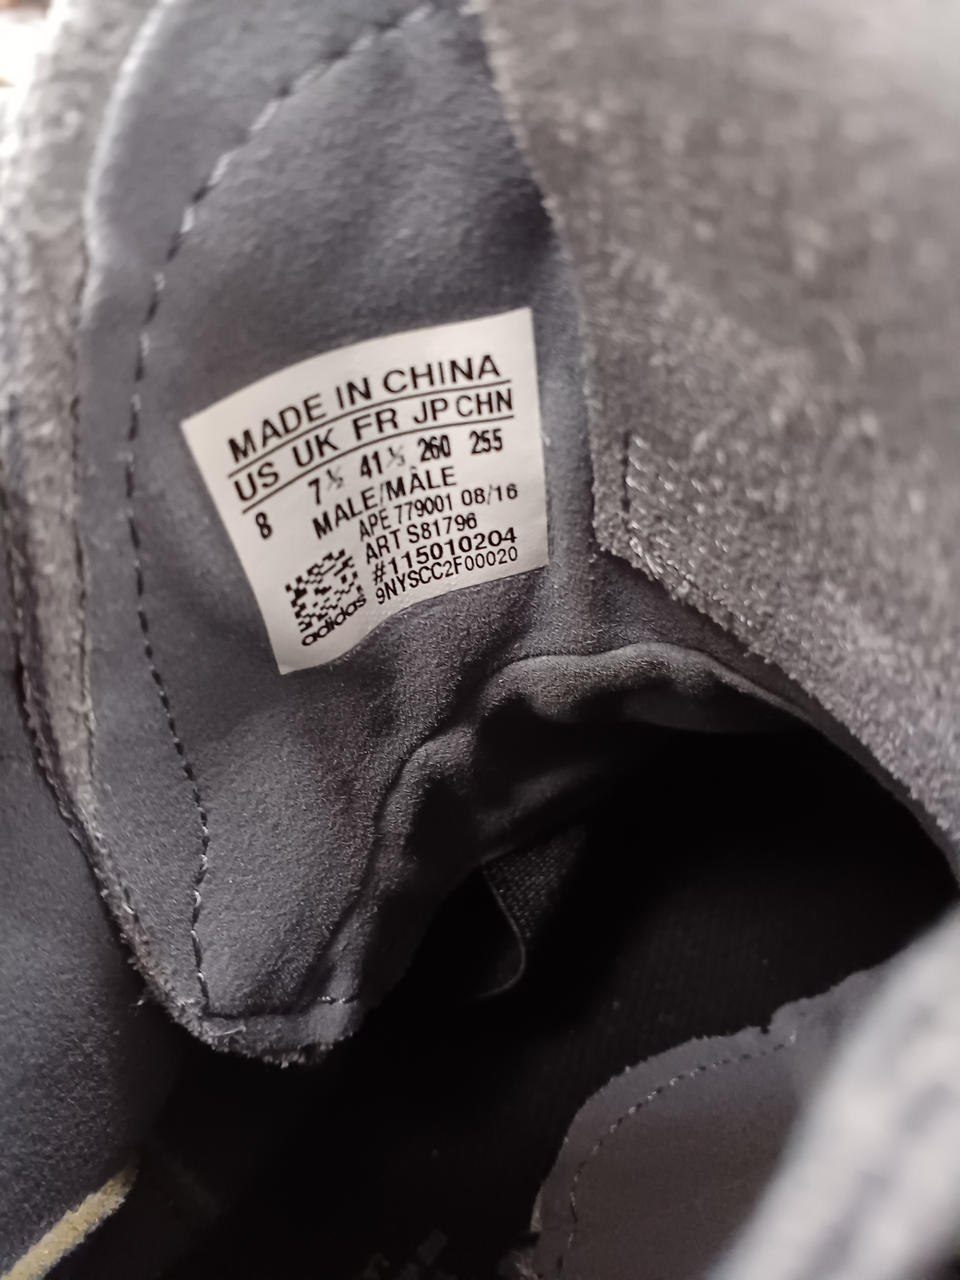 MADE IN CHINA
US UK FR JP CHN
8 7½ 41⅓ 260 255
MALE/MÂLE
APE 779001 08/16
ART S81796
#115010204
9NYSCC2F00020
adidas